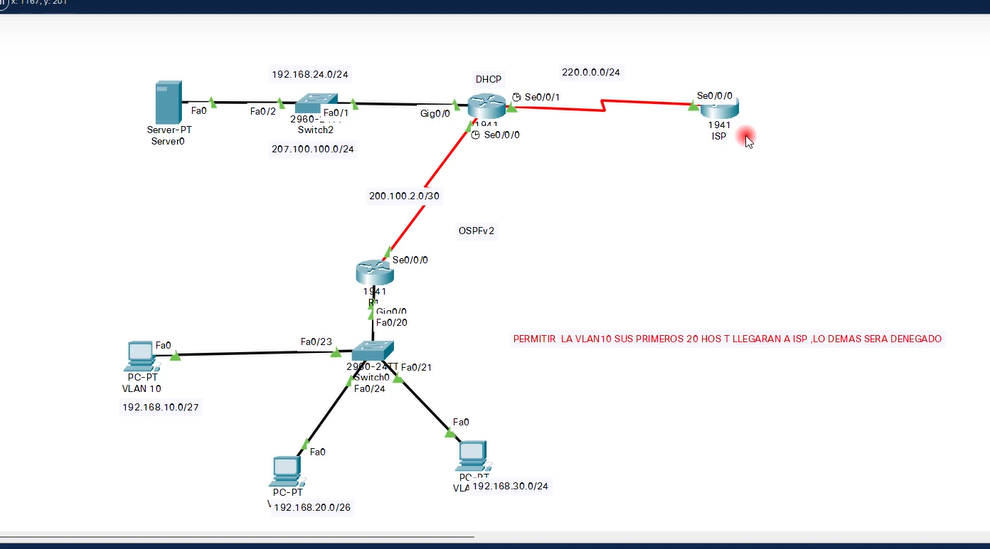 x: 1167, y: 201
192.168.24.0/24
DHCP
220.0.0.0/24
Fa0
Fa0/2
Fa0/1
Gig0/0
Se0/0/1
Se0/0/0
Server-PT
Server0
Switch2
1941
Se0/0/0
1941
ISP
207.100.100.0/24
200.100.2.0/30
OSPFv2
Se0/0/0
1941
Gig0/0
Fa0/20
PERMITIR LA VLAN10 SUS PRIMEROS 20 HOS T LLEGARAN A ISP ,LO DEMAS SERA DENEGADO
Fa0
Fa0/23
Fa0/21
Switch0
Fa0/24
PC-PT
VLAN 10
192.168.10.0/27
Fa0
Fa0
PC-PT
192.168.20.0/26
192.168.30.0/24